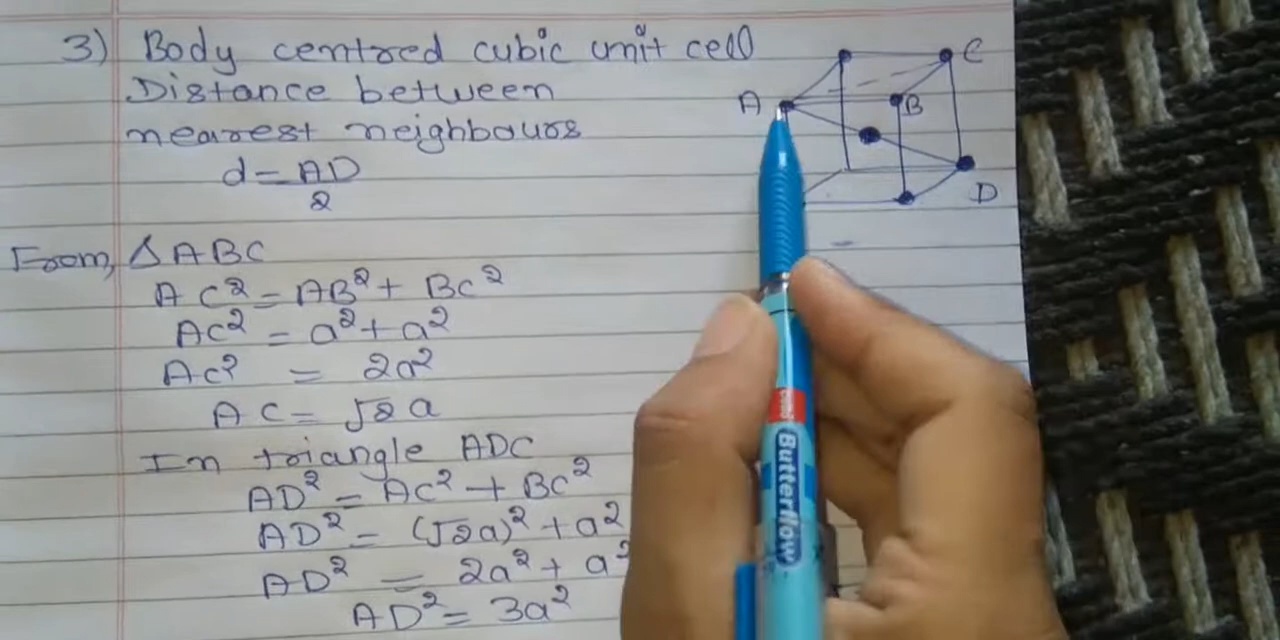 3) Body centred cubic unit cell
Distance between
nearest neighbours
d = AD
2
From, △ABC
AC² = AB² + BC²
AC² = a² + a²
AC² = 2a²
AC = √2 a
In triangle ADC
AD² = AC² + BC²
AD² = (√2a)² + a²
AD² = 2a² + a²
AD² = 3a²
A
B
C
D
Butterflow